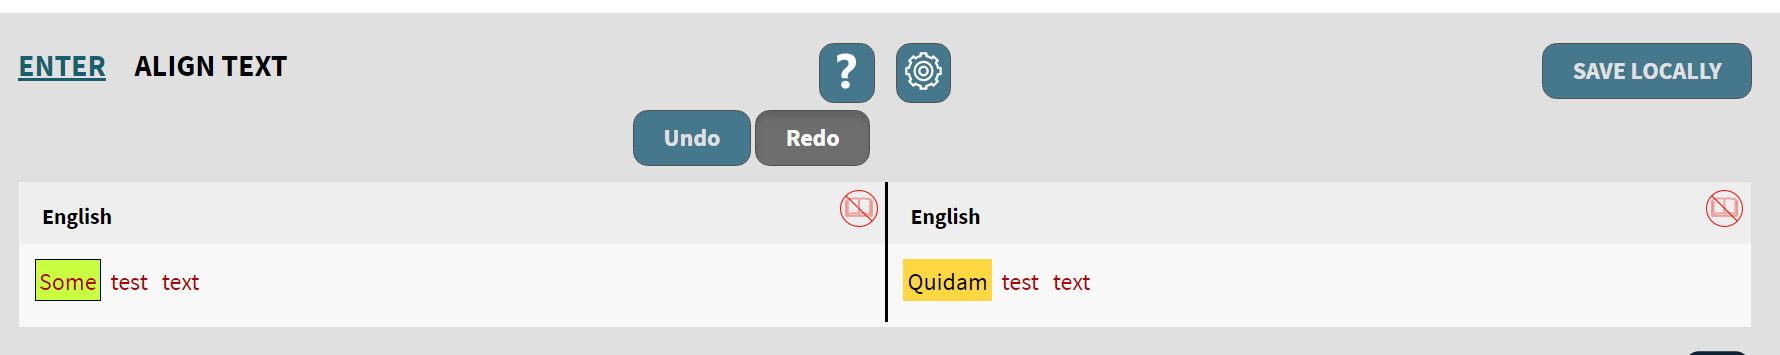 ENTER ALIGN TEXT ? SAVE LOCALLY
Undo Redo
English English
Some test text Quidam test text